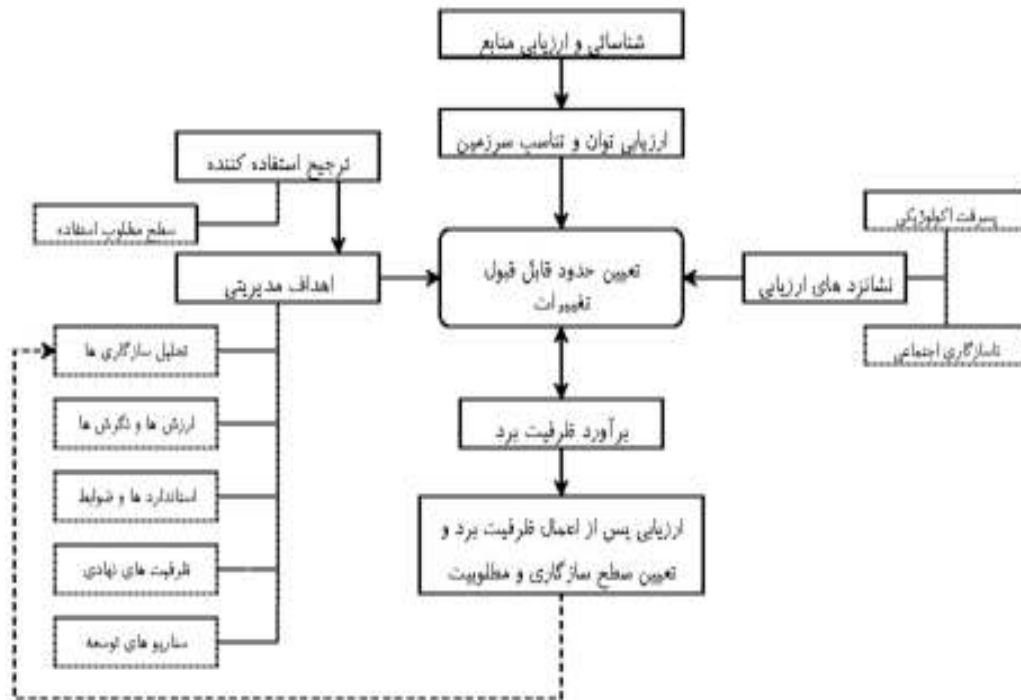 شناسائی و ارزیابی منابع
ارزیابی توان و تناسب سرزمین
ترجیح استفاده کننده
سطح مطلوب استفاده
اهداف مدیریتی
تعیین حدود قابل قبول
تغییرات
نشانزد های ارزیابی
پسرفت اکولوژیکی
ناسازگاری اجتماعی
تحلیل سازگاری ها
ارزش ها و نگرش ها
استاندارد ها و ضوابط
ظرفیت های نهادی
سناریو های توسعه
برآورد ظرفیت برد
ارزیابی پس از اعمال ظرفیت برد و
تعیین سطح سازگاری و مطلوبیت